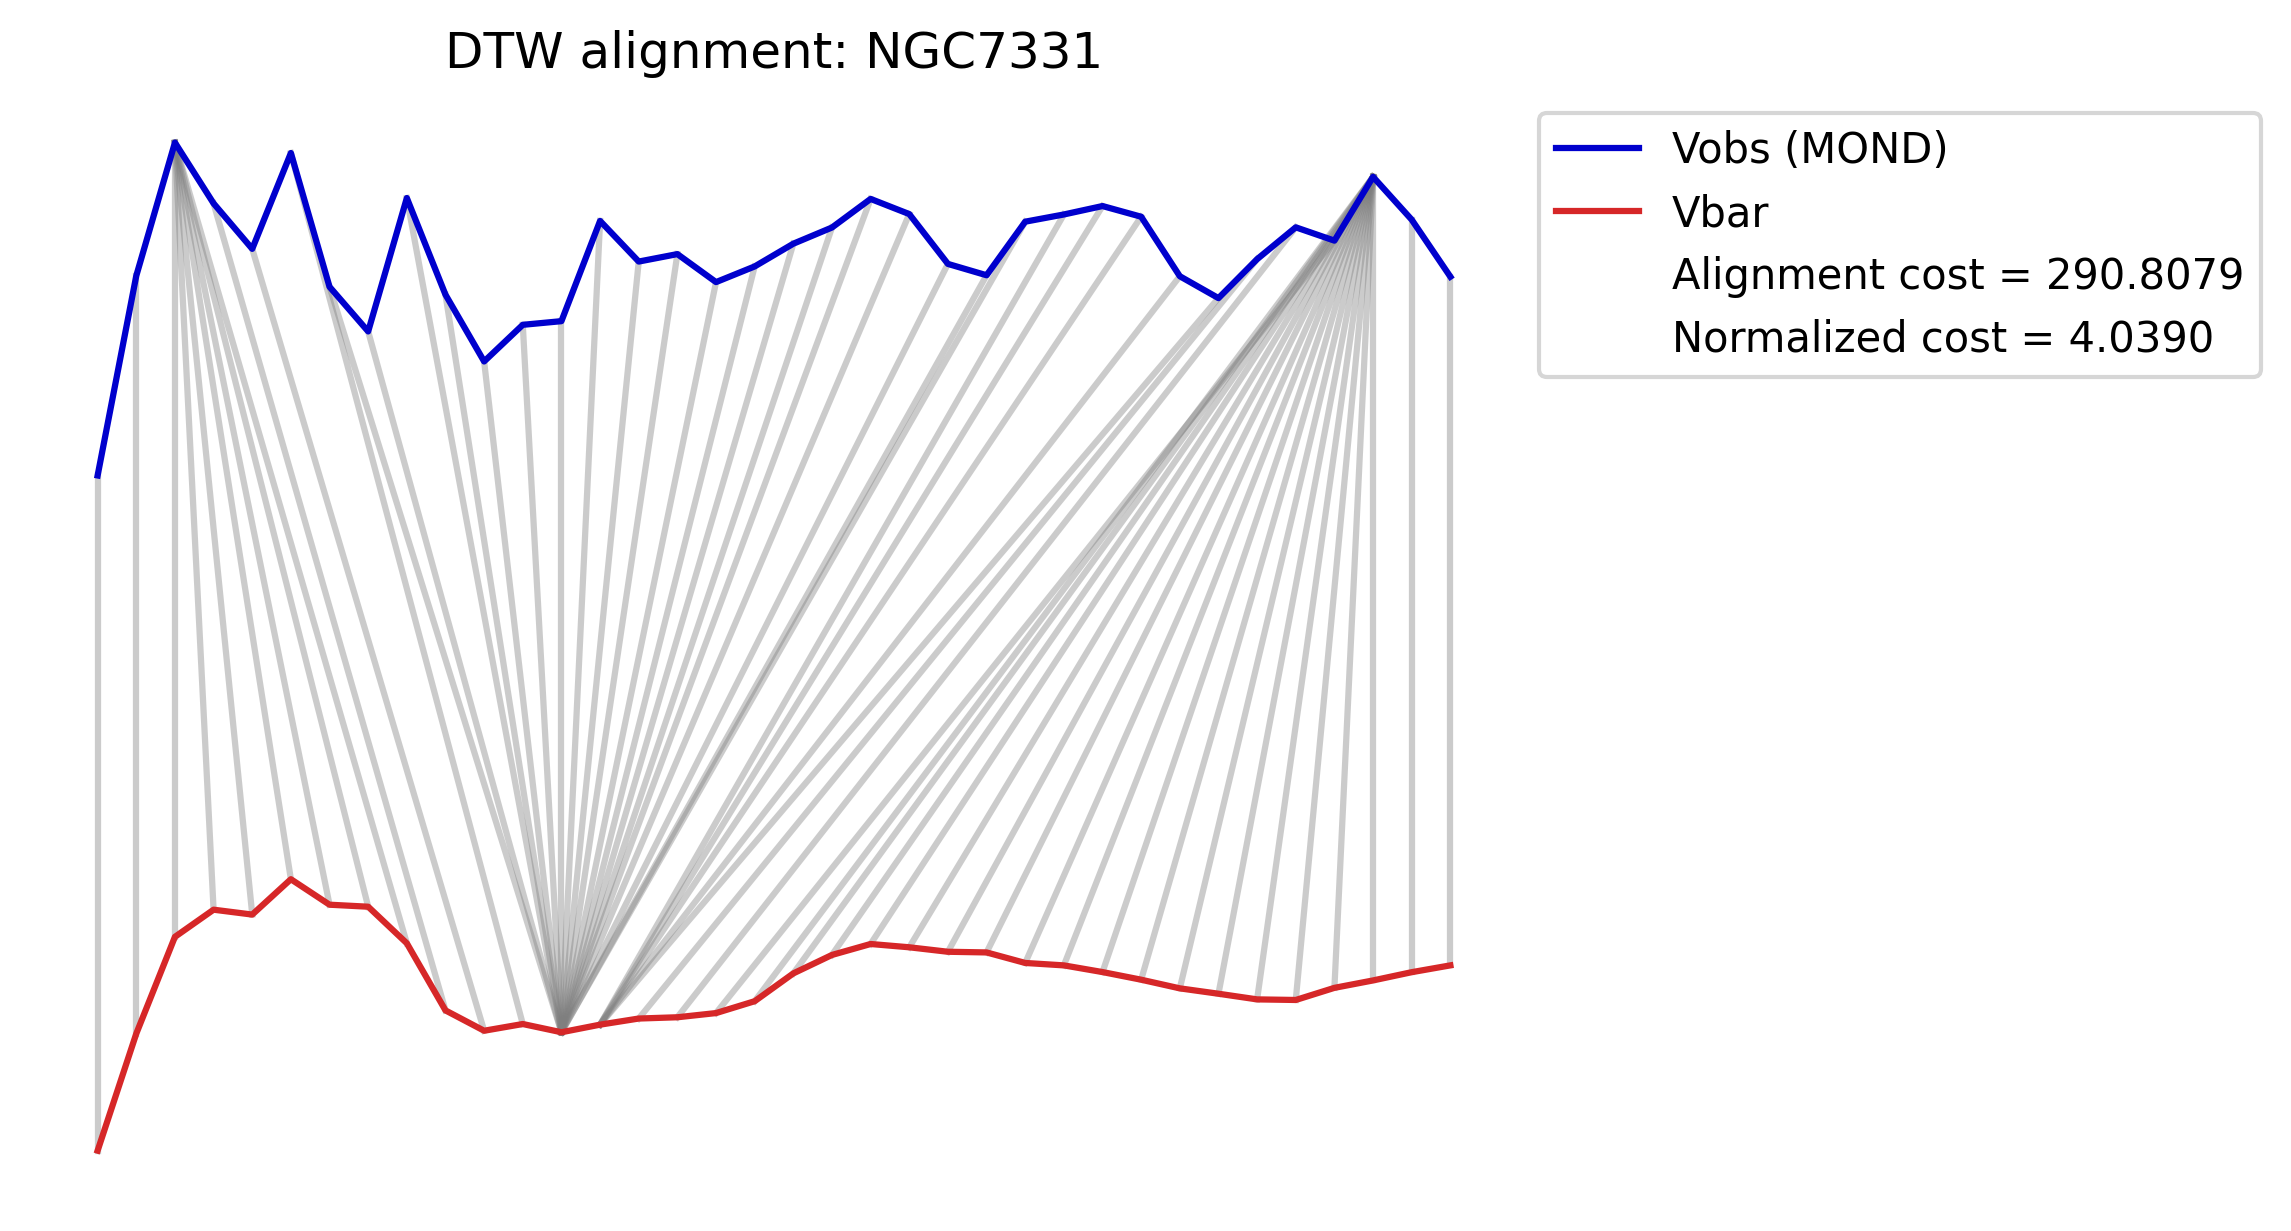 DTW alignment: NGC7331
Vobs (MOND)
Vbar
Alignment cost = 290.8079
Normalized cost = 4.0390